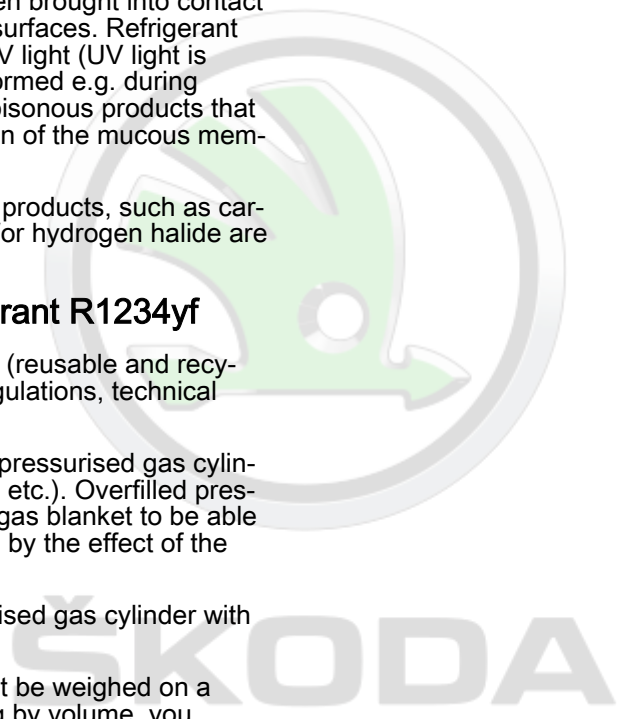 en brought into contact
surfaces. Refrigerant
V light (UV light is
ormed e.g. during
oisonous products that
n of the mucous mem-
products, such as car-
/or hydrogen halide are
rant R1234yf
(reusable and recy-
gulations, technical
pressurised gas cylin-
etc.). Overfilled pres-
gas blanket to be able
by the effect of the
ised gas cylinder with
ŠKODA
t be weighed on a
g by volume, you